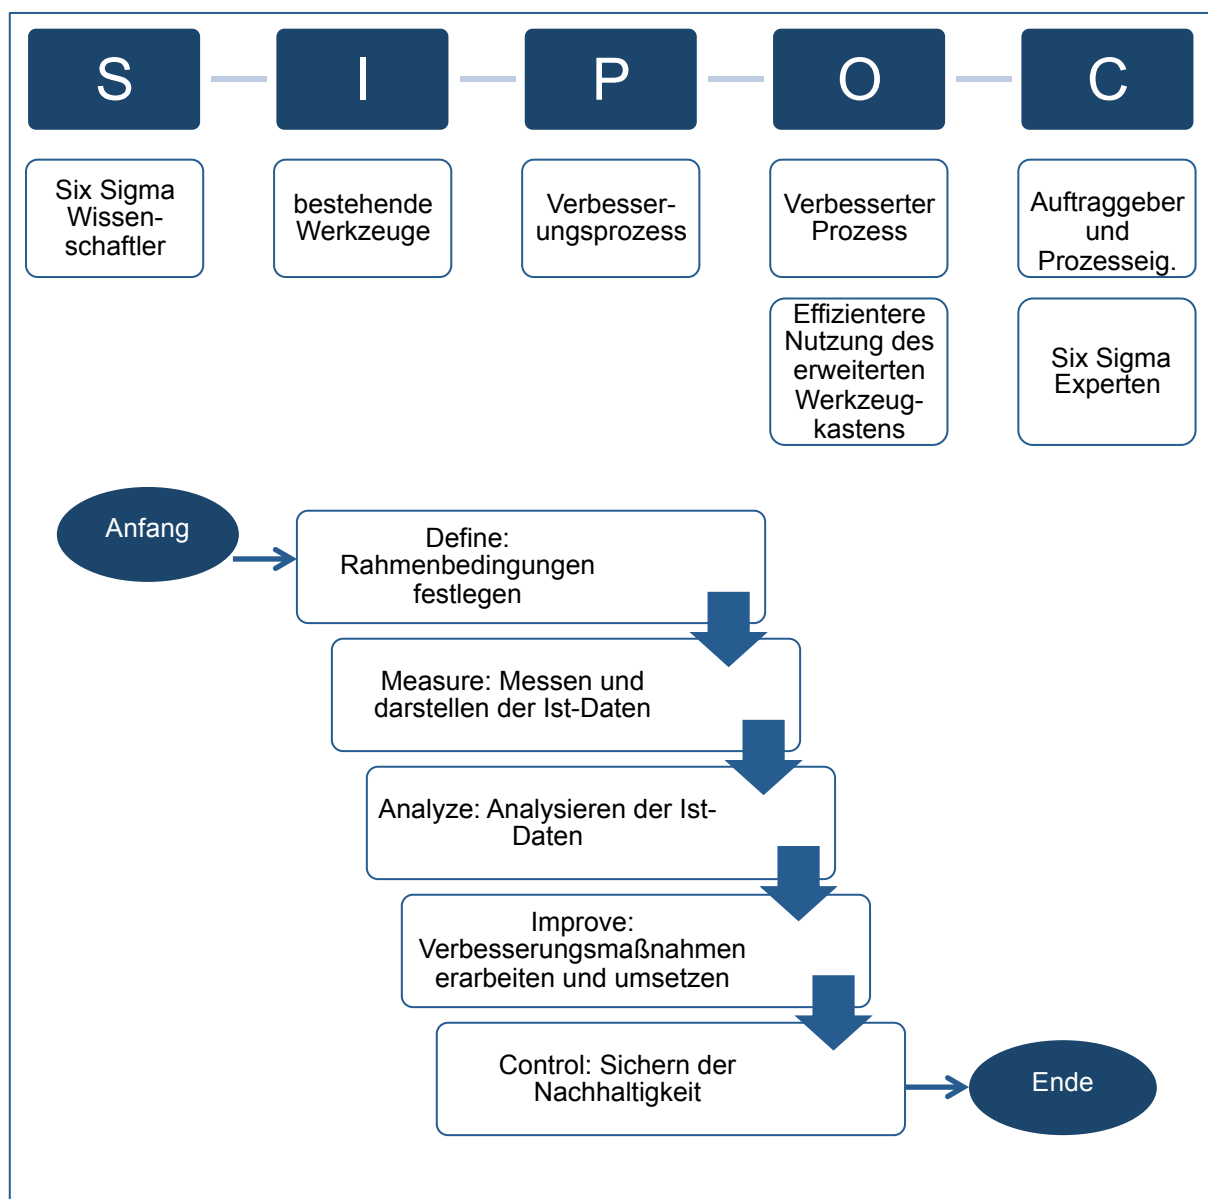 S
I
P
O
C
Six Sigma
Wissen-
schaftler
bestehende
Werkzeuge
Verbesser-
ungsprozess
Verbesserter
Prozess
Auftraggeber
und
Prozesseig.
Effizientere
Nutzung des
erweiterten
Werkzeug-
kastens
Six Sigma
Experten
Anfang
Define:
Rahmenbedingungen
festlegen
Measure: Messen und
darstellen der Ist-Daten
Analyze: Analysieren der Ist-
Daten
Improve:
Verbesserungsmaßnahmen
erarbeiten und umsetzen
Control: Sichern der
Nachhaltigkeit
Ende